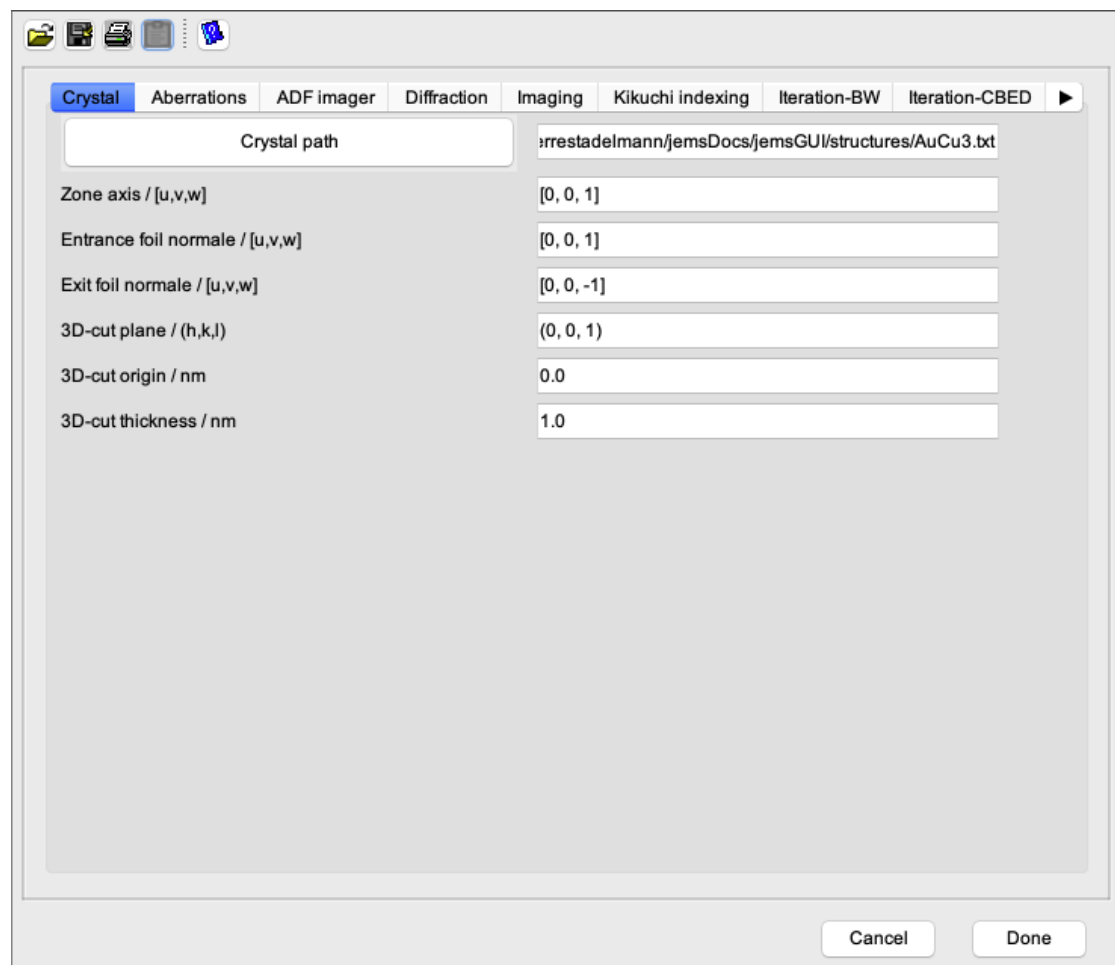 Crystal Aberrations ADF imager Diffraction Imaging Kikuchi indexing Iteration-BW Iteration-CBED
Crystal path errestadelmann/jemsDocs/jemsGUI/structures/AuCu3.txt
Zone axis / [u,v,w] [0, 0, 1]
Entrance foil normale / [u,v,w] [0, 0, 1]
Exit foil normale / [u,v,w] [0, 0, -1]
3D-cut plane / (h,k,l) (0, 0, 1)
3D-cut origin / nm 0.0
3D-cut thickness / nm 1.0
Cancel Done